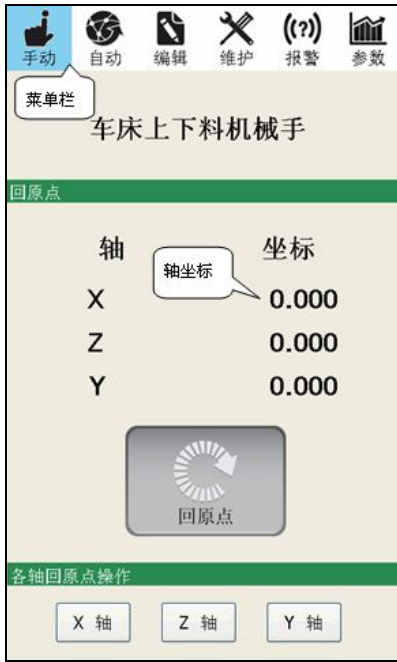 手动 自动 编辑 维护 ((?)) 报警 参数
菜单栏
车床上下料机械手
回原点
轴 坐标
轴坐标
X 0.000
Z 0.000
Y 0.000
回原点
各轴回原点操作
X 轴 Z 轴 Y 轴